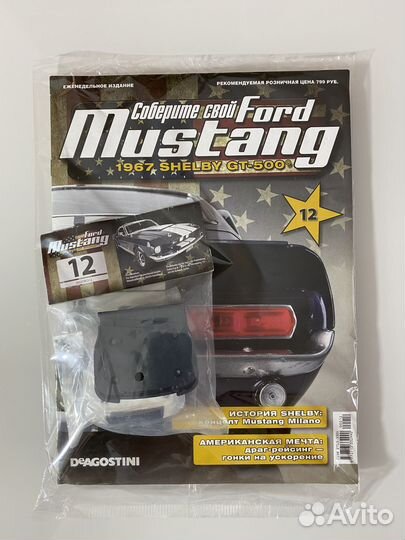 ЕЖЕНЕДЕЛЬНОЕ ИЗДАНИЕ
РЕКОМЕНДУЕМАЯ РОЗНИЧНАЯ ЦЕНА 799 РУБ.
Соберите свой Ford
Mustang
1967 SHELBY GT-500
12
Ford
Mustang
12
ИСТОРИЯ SHELBY:
концепт Mustang Milano
АМЕРИКАНСКАЯ МЕЧТА:
драг-рейсинг —
гонки на ускорение
DeAGOSTINI
Avito